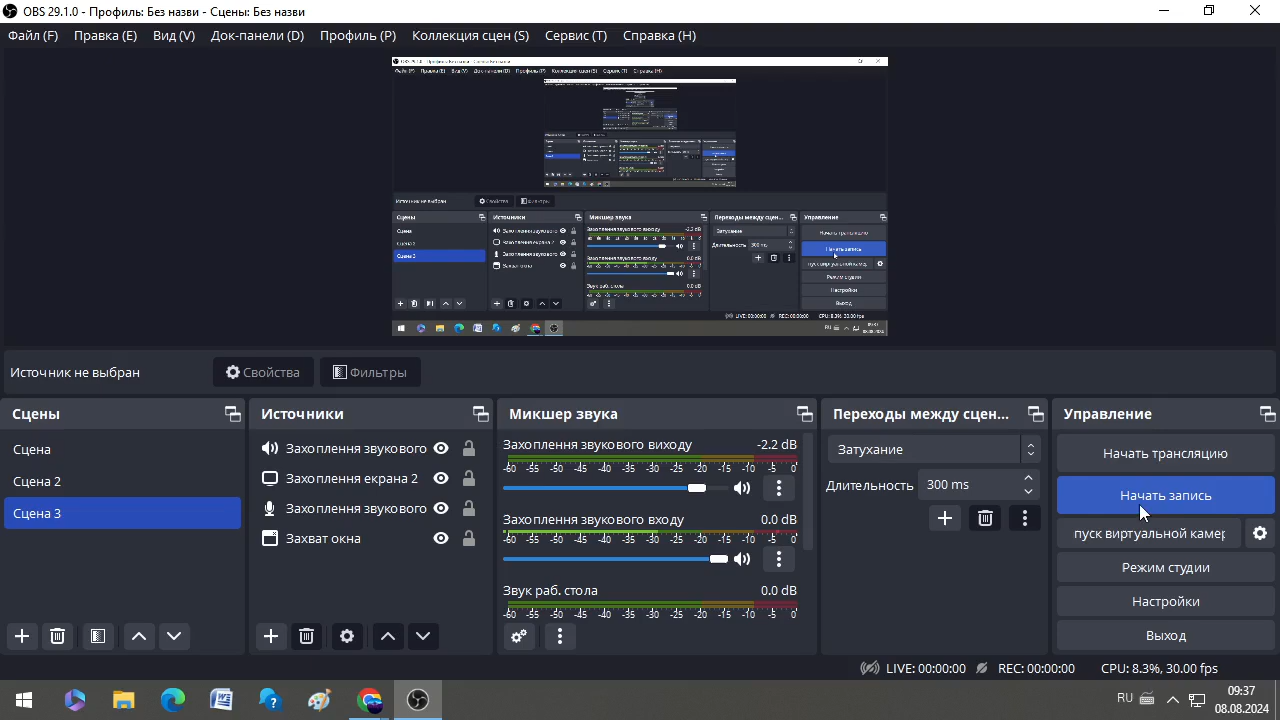 OBS 29.1.0 - Профиль: Без назви - Сцены: Без назви
Файл (F) Правка (E) Вид (V) Док-панели (D) Профиль (P) Коллекция сцен (S) Сервис (T) Справка (H)
Источник не выбран Свойства Фильтры
Сцены
Сцена
Сцена 2
Сцена 3
Источники
Захоплення звукового
Захоплення екрана 2
Захоплення звукового
Захват окна
Микшер звука
Захоплення звукового виходу -2.2 dB
-60 -55 -50 -45 -40 -35 -30 -25 -20 -15 -10 -5 0
Захоплення звукового входу 0.0 dB
-60 -55 -50 -45 -40 -35 -30 -25 -20 -15 -10 -5 0
Звук раб. стола 0.0 dB
-60 -55 -50 -45 -40 -35 -30 -25 -20 -15 -10 -5 0
Переходы между сцен...
Затухание
Длительность 300 ms
Управление
Начать трансляцию
Начать запись
пуск виртуальной камер
Режим студии
Настройки
Выход
LIVE: 00:00:00 REC: 00:00:00 CPU: 8.3%, 30.00 fps
RU 09:37
08.08.2024